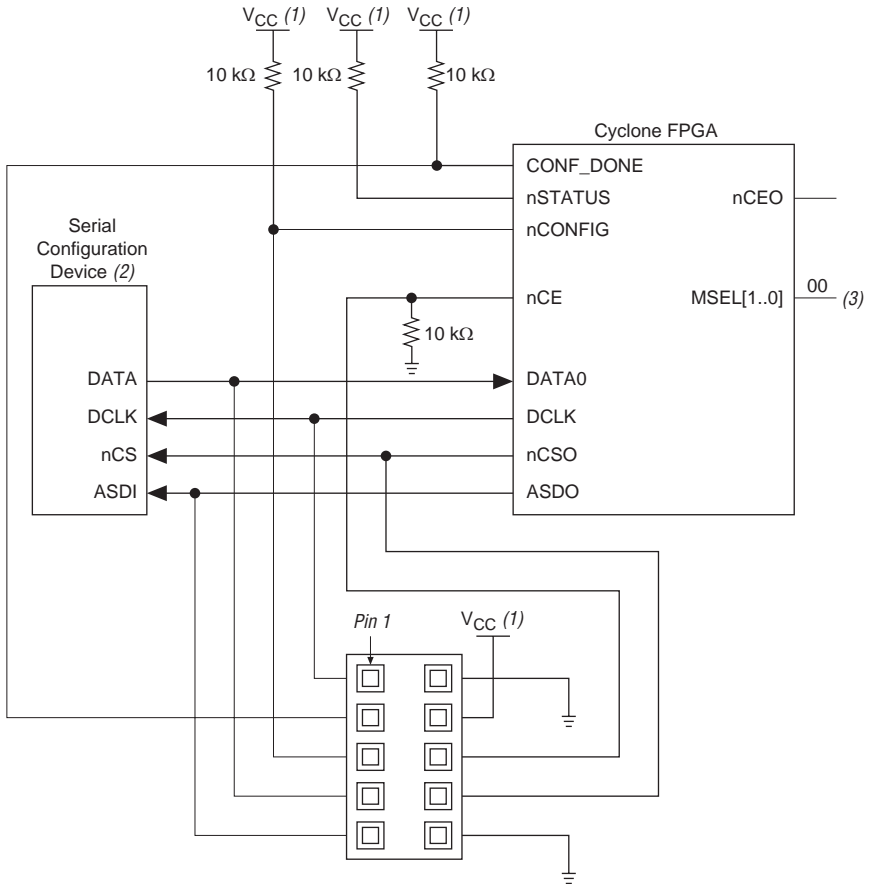 VCC (1) VCC (1) VCC (1)
10 kΩ 10 kΩ 10 kΩ
Cyclone FPGA
CONF_DONE
nSTATUS nCEO
nCONFIG
Serial
Configuration
Device (2)
nCE MSEL[1..0] 00 (3)
10 kΩ
DATA DATA0
DCLK DCLK
nCS nCSO
ASDI ASDO
Pin 1 VCC (1)